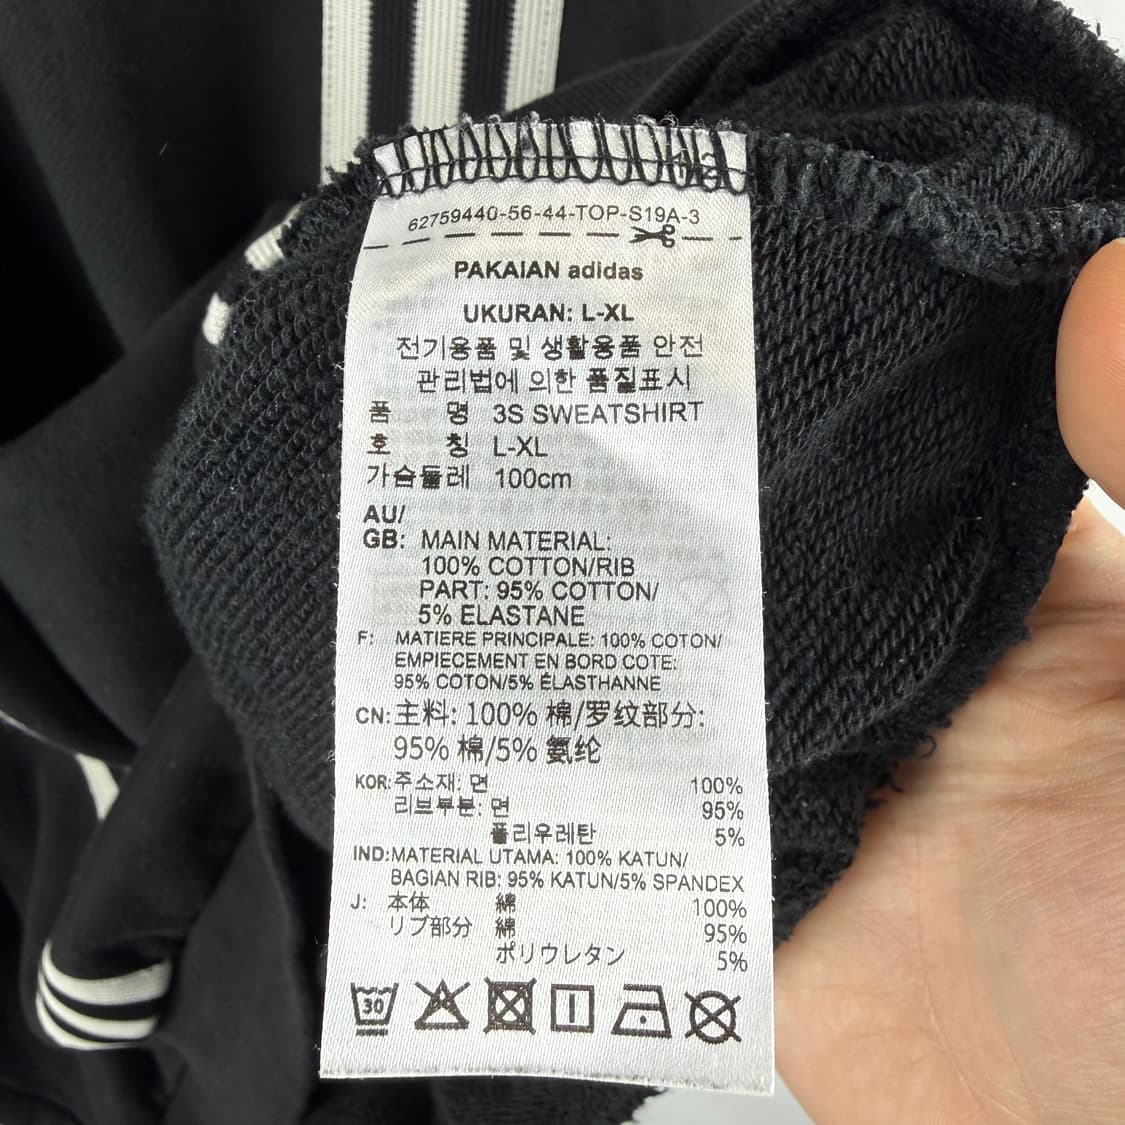 62759440-56-44-TOP-S19A-3
PAKAIAN adidas
UKURAN: L-XL
전기용품 및 생활용품 안전
관리법에 의한 품질표시
품 명 3S SWEATSHIRT
호 칭 L-XL
가슴둘레 100cm
AU/
GB: MAIN MATERIAL:
100% COTTON/RIB
PART: 95% COTTON/
5% ELASTANE
F: MATIERE PRINCIPALE: 100% COTON/
EMPIECEMENT EN BORD COTE:
95% COTON/5% ÉLASTHANNE
CN: 主料: 100% 棉/罗纹部分:
95% 棉/5% 氨纶
KOR: 주소재: 면 100%
리브부분: 면 95%
폴리우레탄 5%
IND: MATERIAL UTAMA: 100% KATUN/
BAGIAN RIB: 95% KATUN/5% SPANDEX
J: 本体 綿 100%
リブ部分 綿 95%
ポリウレタン 5%
30